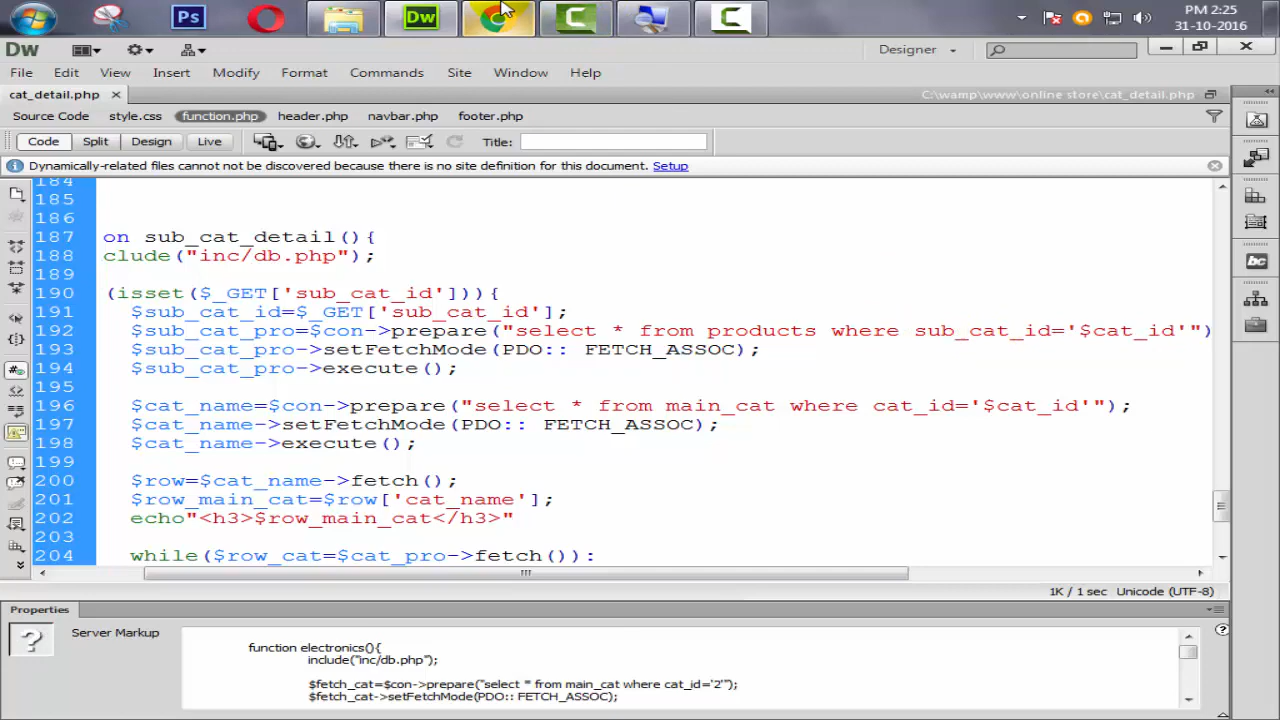 Ps
Dw
PM 2:25
31-10-2016
Dw
Designer
File Edit View Insert Modify Format Commands Site Window Help
cat_detail.php
C:\wamp\www\online store\cat_detail.php
Source Code style.css function.php header.php navbar.php footer.php
Code Split Design Live Title:
Dynamically-related files cannot not be discovered because there is no site definition for this document. Setup
184
185
186
187 on sub_cat_detail(){
188 clude("inc/db.php");
189
190 (isset($_GET['sub_cat_id'])){
191 $sub_cat_id=$_GET['sub_cat_id'];
192 $sub_cat_pro=$con->prepare("select * from products where sub_cat_id='$cat_id'")
193 $sub_cat_pro->setFetchMode(PDO:: FETCH_ASSOC);
194 $sub_cat_pro->execute();
195
196 $cat_name=$con->prepare("select * from main_cat where cat_id='$cat_id'");
197 $cat_name->setFetchMode(PDO:: FETCH_ASSOC);
198 $cat_name->execute();
199
200 $row=$cat_name->fetch();
201 $row_main_cat=$row['cat_name'];
202 echo"<h3>$row_main_cat</h3>"
203
204 while($row_cat=$cat_pro->fetch()):
1K / 1 sec Unicode (UTF-8)
Properties
Server Markup
function electronics(){
include("inc/db.php");
$fetch_cat=$con->prepare("select * from main_cat where cat_id='2'");
$fetch_cat->setFetchMode(PDO:: FETCH_ASSOC);